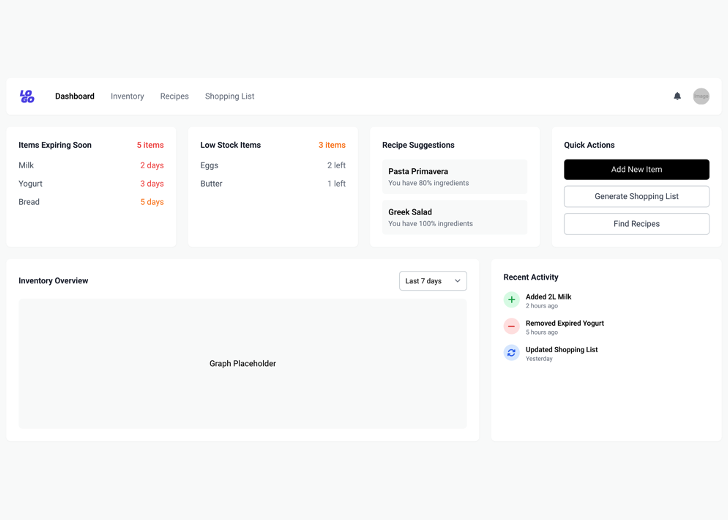 LO
GO
Dashboard
Inventory
Recipes
Shopping List
Items Expiring Soon
5 items
Milk
2 days
Yogurt
3 days
Bread
5 days
Low Stock Items
3 items
Eggs
2 left
Butter
1 left
Recipe Suggestions
Pasta Primavera
You have 80% ingredients
Greek Salad
You have 100% ingredients
Quick Actions
Add New Item
Generate Shopping List
Find Recipes
Inventory Overview
Last 7 days
Graph Placeholder
Recent Activity
Added 2L Milk
2 hours ago
Removed Expired Yogurt
5 hours ago
Updated Shopping List
Yesterday